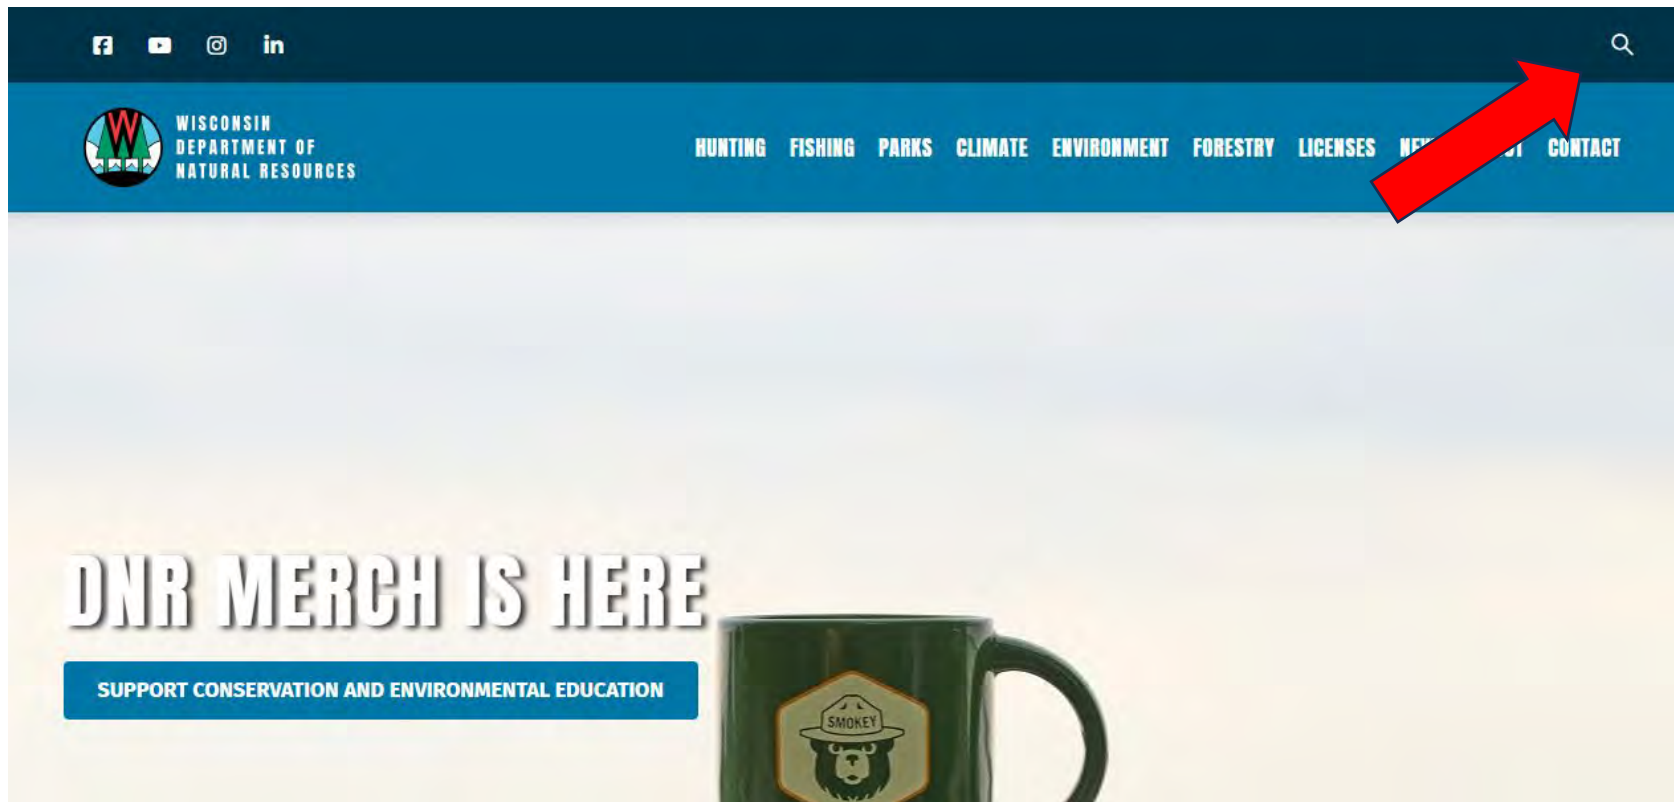 in
WISCONSIN
DEPARTMENT OF
NATURAL RESOURCES
HUNTING FISHING PARKS CLIMATE ENVIRONMENT FORESTRY LICENSES CONTACT
DNR MERCH IS HERE
SUPPORT CONSERVATION AND ENVIRONMENTAL EDUCATION
SMOKEY